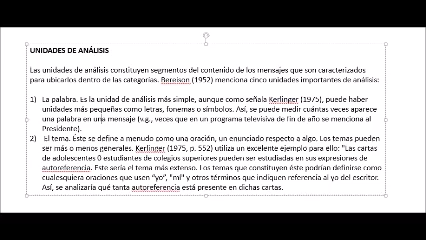 UNIDADES DE ANÁLISIS
Las unidades de análisis constituyen segmentos del contenido de los mensajes que son caracterizados
para ubicarlos dentro de las categorías. Bereison (1952) menciona cinco unidades importantes de análisis:
1) La palabra. Es la unidad de análisis más simple, aunque como señala Kerlinger (1975), puede haber
unidades más pequeñas como letras, fonemas o símbolos. Así, se puede medir cuántas veces aparece
una palabra en una mensaje (v.g., veces que en un programa televisiva de fin de año se menciona al
Presidente).
2) El tema. Éste se define a menudo como una oración, un enunciado respecto a algo. Los temas pueden
ser más o menos generales. Kerlinger (1975, p. 552) utiliza un excelente ejemplo para ello: "Las cartas
de adolescentes 0 estudiantes de colegios superiores pueden ser estudiadas en sus expresiones de
autoreferencia. Este sería el tema más extenso. Los temas que constituyen éste podrían definirse como
cualesquiera oraciones que usen "yo", "mí" y otros términos que indiquen referencia al yo del escritor.
Así, se analizaría qué tanta autoreferencia está presente en dichas cartas.